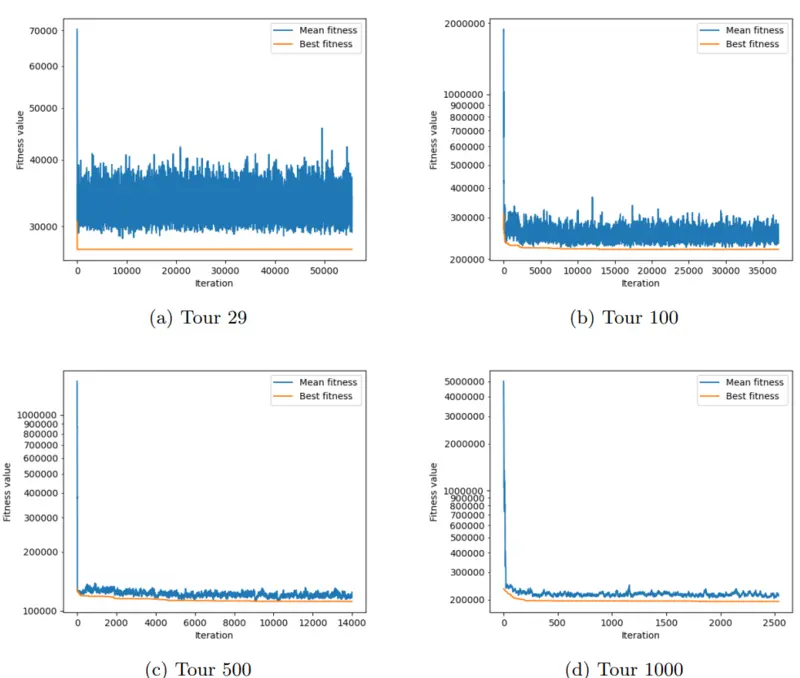 70000
60000
50000
40000
30000
Fitness value
0 10000 20000 30000 40000 50000
Iteration
Mean fitness
Best fitness
(a) Tour 29
2000000
1000000
900000
800000
700000
600000
500000
400000
300000
200000
Fitness value
0 5000 10000 15000 20000 25000 30000 35000
Iteration
Mean fitness
Best fitness
(b) Tour 100
1000000
900000
800000
700000
600000
500000
400000
300000
200000
100000
Fitness value
0 2000 4000 6000 8000 10000 12000 14000
Iteration
Mean fitness
Best fitness
(c) Tour 500
5000000
4000000
3000000
2000000
1000000
900000
800000
700000
600000
500000
400000
300000
200000
Fitness value
0 500 1000 1500 2000 2500
Iteration
Mean fitness
Best fitness
(d) Tour 1000